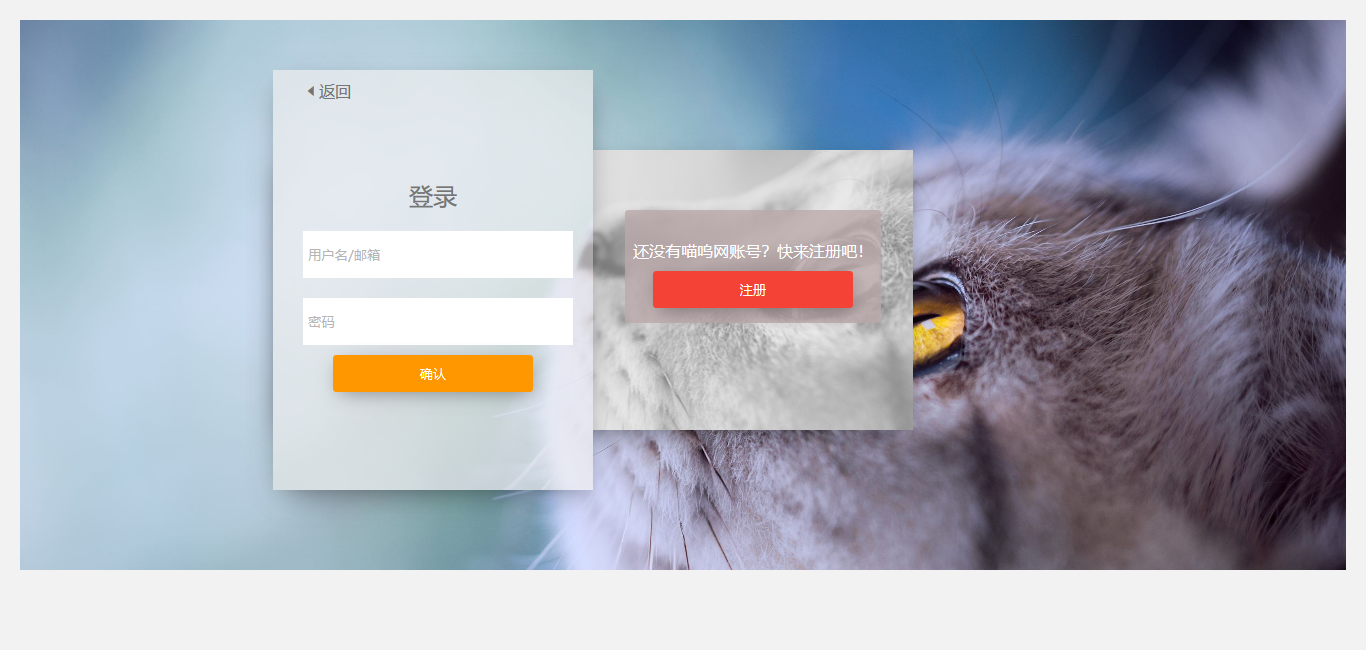 返回
登录
用户名/邮箱
密码
确认
还没有喵呜网账号？快来注册吧！
注册